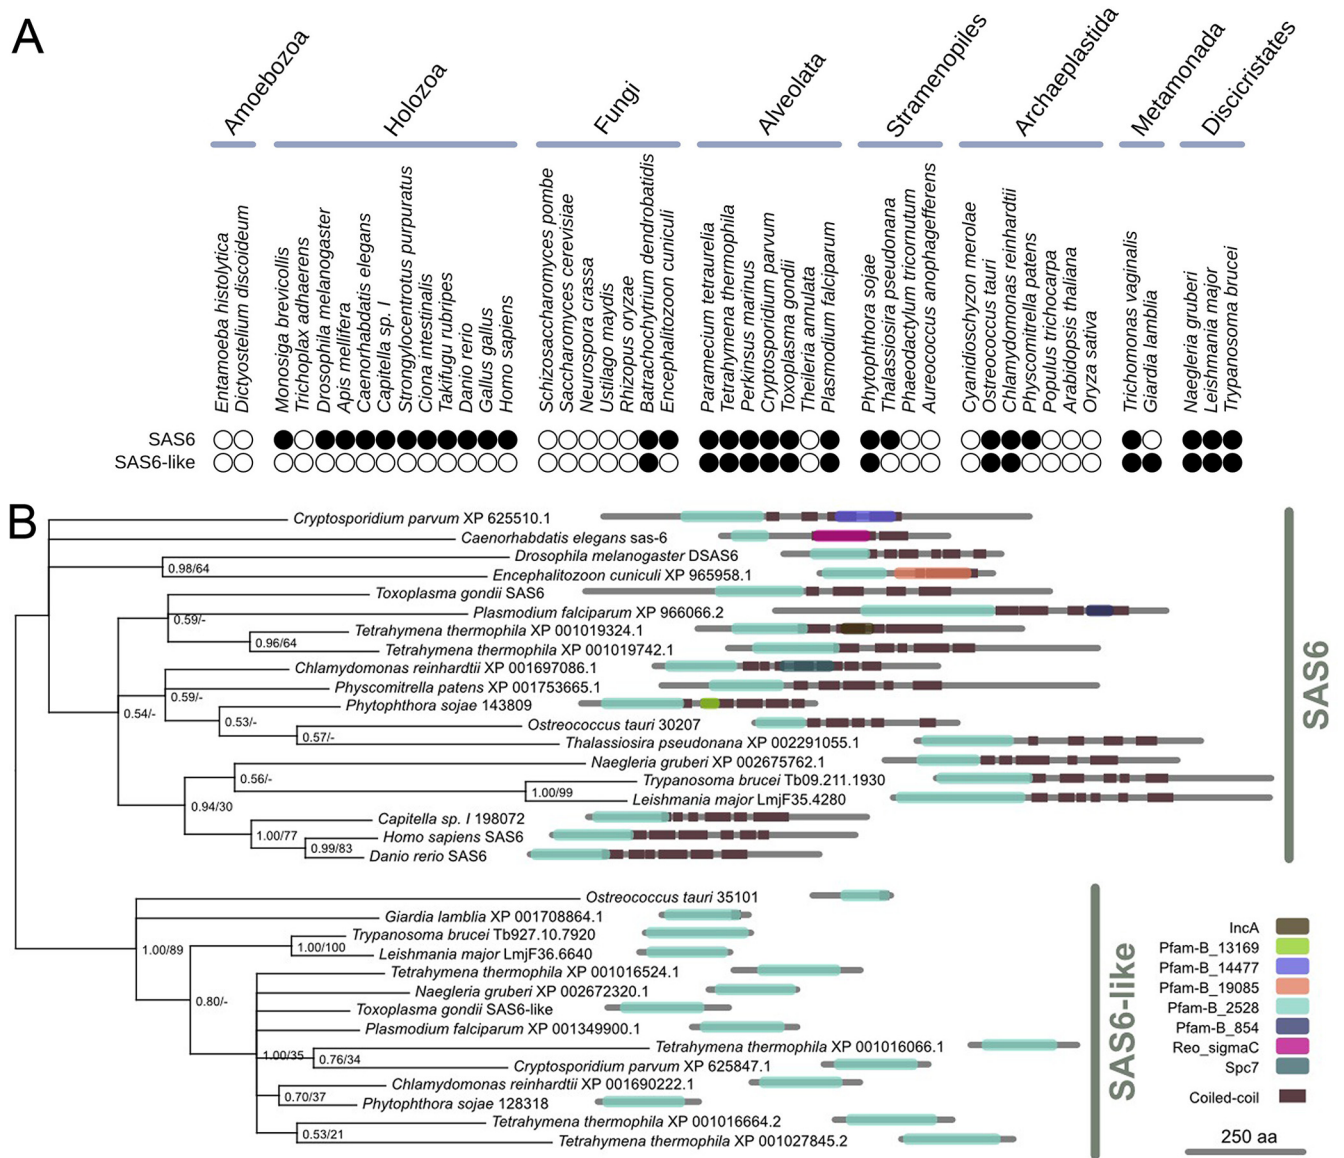 A
Amoebozoa
Holozoa
Fungi
Alveolata
Stramenopiles
Archaeplastida
Metamonada
Discicristates
Entamoeba histolytica
Dictyostelium discoideum
Monosiga brevicollis
Trichoplax adhaerens
Drosophila melanogaster
Apis mellifera
Caenorhabdatis elegans
Capitella sp. I
Strongylocentrotus purpuratus
Ciona intestinalis
Takifugu rubripes
Danio rerio
Gallus gallus
Homo sapiens
Schizosaccharomyces pombe
Saccharomyces cerevisiae
Neurospora crassa
Ustilago maydis
Rhizopus oryzae
Batrachochytrium dendrobatidis
Encephalitozoon cuniculi
Paramecium tetraurelia
Tetrahymena thermophila
Perkinsus marinus
Cryptosporidium parvum
Toxoplasma gondii
Theileria annulata
Plasmodium falciparum
Phytophthora sojae
Thalassiosira pseudonana
Phaeodactylum tricornutum
Aureococcus anophagefferens
Cyanidioschyzon merolae
Ostreococcus tauri
Chlamydomonas reinhardtii
Physcomitrella patens
Populus trichocarpa
Arabidopsis thaliana
Oryza sativa
Trichomonas vaginalis
Giardia lamblia
Naegleria gruberi
Leishmania major
Trypanosoma brucei
SAS6
SAS6-like
B
Cryptosporidium parvum XP 625510.1
Caenorhabdatis elegans sas-6
Drosophila melanogaster DSAS6
0.98/64
Encephalitozoon cuniculi XP 965958.1
Toxoplasma gondii SAS6
Plasmodium falciparum XP 966066.2
0.59/-
Tetrahymena thermophila XP 001019324.1
0.96/64
Tetrahymena thermophila XP 001019742.1
Chlamydomonas reinhardtii XP 001697086.1
Physcomitrella patens XP 001753665.1
0.59/-
Phytophthora sojae 143809
0.54/-
0.53/-
Ostreococcus tauri 30207
0.57/-
Thalassiosira pseudonana XP 002291055.1
Naegleria gruberi XP 002675762.1
0.56/-
Trypanosoma brucei Tb09.211.1930
1.00/99
Leishmania major LmjF35.4280
0.94/30
Capitella sp. I 198072
1.00/77
Homo sapiens SAS6
0.99/83
Danio rerio SAS6
SAS6
Ostreococcus tauri 35101
Giardia lamblia XP 001708864.1
Trypanosoma brucei Tb927.10.7920
1.00/89
1.00/100
Leishmania major LmjF36.6640
Tetrahymena thermophila XP 001016524.1
Naegleria gruberi XP 002672320.1
0.80/-
Toxoplasma gondii SAS6-like
Plasmodium falciparum XP 001349900.1
Tetrahymena thermophila XP 001016066.1
1.00/35
0.76/34
Cryptosporidium parvum XP 625847.1
Chlamydomonas reinhardtii XP 001690222.1
0.70/37
Phytophthora sojae 128318
Tetrahymena thermophila XP 001016664.2
0.53/21
Tetrahymena thermophila XP 001027845.2
SAS6-like
IncA
Pfam-B_13169
Pfam-B_14477
Pfam-B_19085
Pfam-B_2528
Pfam-B_854
Reo_sigmaC
Spc7
Coiled-coil
250 aa